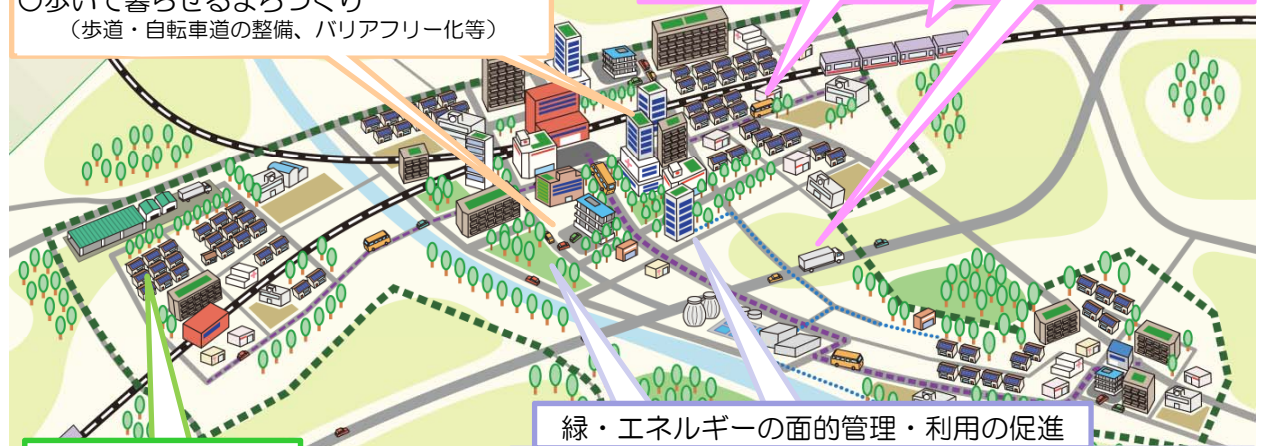 ○歩いて暮らせるまちづくり
（歩道・自転車道の整備、バリアフリー化等）
緑・エネルギーの面的管理・利用の促進